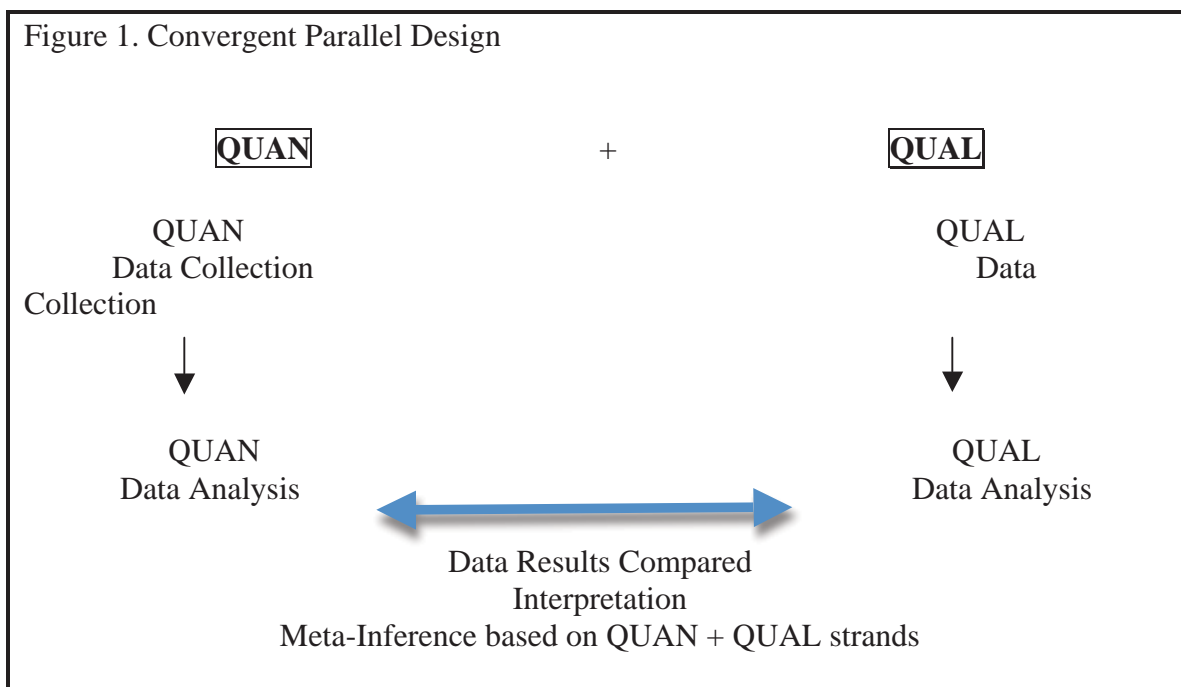 Figure 1. Convergent Parallel Design
QUAN + QUAL
QUAN QUAL
Data Collection Data
Collection
QUAN QUAL
Data Analysis Data Analysis
Data Results Compared
Interpretation
Meta-Inference based on QUAN + QUAL strands